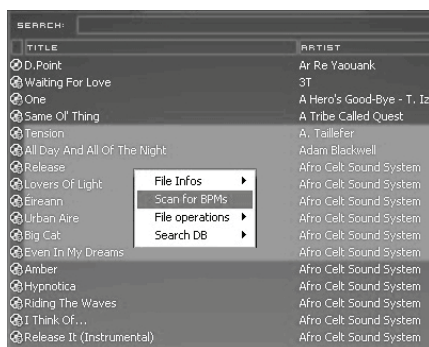 SEARCH:
TITLE ARTIST
D.Point Ar Re Yaouank
Waiting For Love 3T
One A Hero's Good-Bye - T. Iz
Same Ol' Thing A Tribe Called Quest
Tension A. Taillefer
All Day And All Of The Night Adam Blackwell
Release Afro Celt Sound System
Lovers Of Light File Infos Afro Celt Sound System
Eireann Scan for BPMs Afro Celt Sound System
Urban Aire File operations Afro Celt Sound System
Big Cat Search DB Afro Celt Sound System
Even In My Dreams Afro Celt Sound System
Amber Afro Celt Sound System
Hypnotica Afro Celt Sound System
Riding The Waves Afro Celt Sound System
I Think Of... Afro Celt Sound System
Release It (Instrumental) Afro Celt Sound System